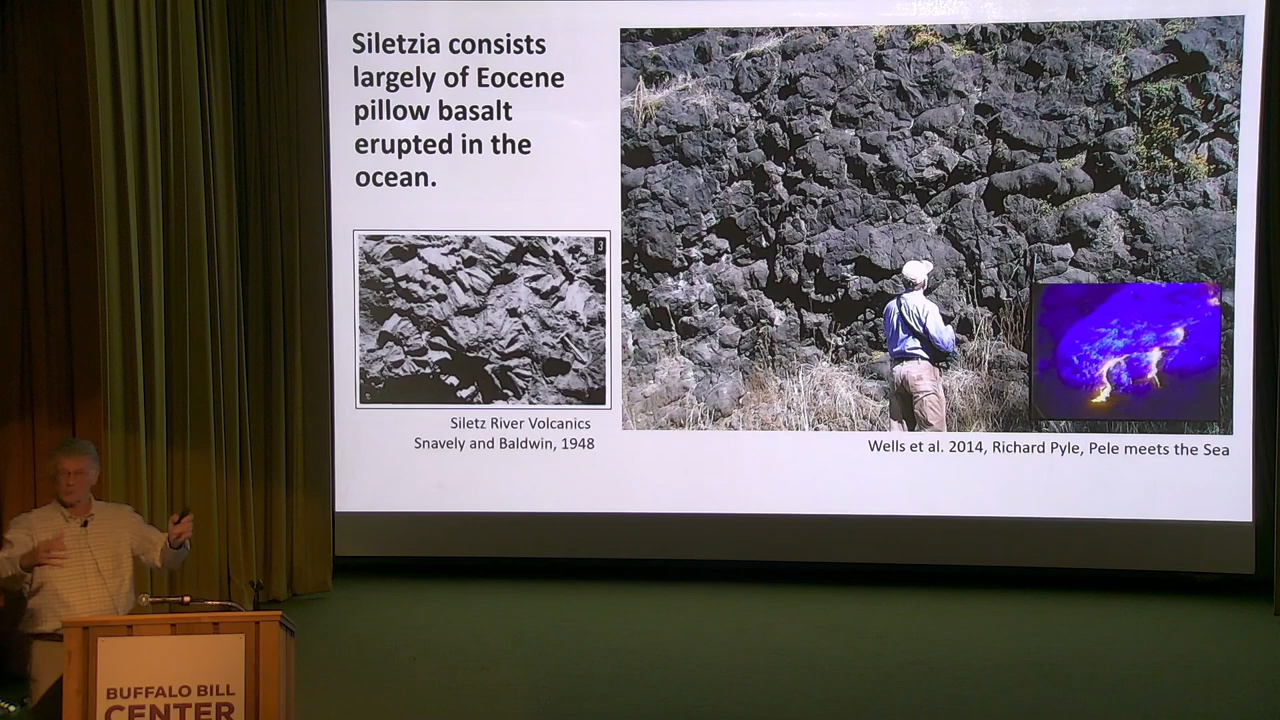 Siletzia consists
largely of Eocene
pillow basalt
erupted in the
ocean.
3
Siletz River Volcanics
Snavely and Baldwin, 1948
Wells et al. 2014, Richard Pyle, Pele meets the Sea
BUFFALO BILL
CENTER